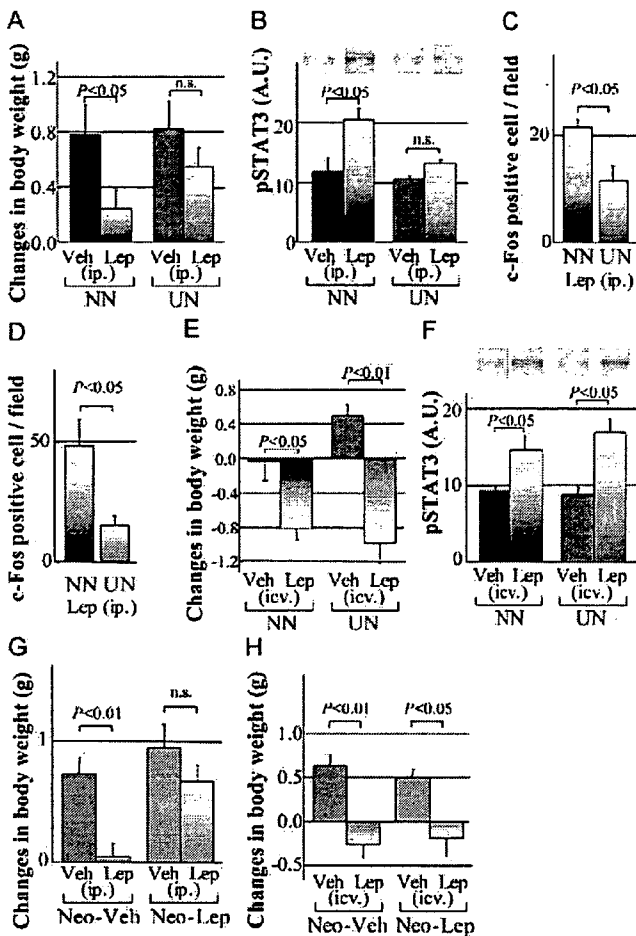 A
Changes in body weight (g)
1.2
0.8
0.4
0.0
P<0.05
n.s.
Veh Lep Veh Lep
(ip.) (ip.)
NN UN
B
pSTAT3 (A.U.)
20
10
0
P<0.05
n.s.
Veh Lep Veh Lep
(ip.) (ip.)
NN UN
C
c-Fos positive cell / field
20
0
P<0.05
NN UN
Lep (ip.)
D
c-Fos positive cell / field
50
0
P<0.05
NN UN
Lep (ip.)
E
Changes in body weight (g)
0.8
0.4
0.0
-0.4
-0.8
-1.2
P<0.05
P<0.01
Veh Lep Veh Lep
(icv.) (icv.)
NN UN
F
pSTAT3 (A.U.)
20
10
0
P<0.05
P<0.05
Veh Lep Veh Lep
(icv.) (icv.)
NN UN
G
Changes in body weight (g)
1
0
P<0.01
n.s.
Veh Lep Veh Lep
(ip.) (ip.)
Neo-Veh Neo-Lep
H
Changes in body weight (g)
1.0
0.5
0.0
-0.5
P<0.01
P<0.05
Veh Lep Veh Lep
(icv.) (icv.)
Neo-Veh Neo-Lep